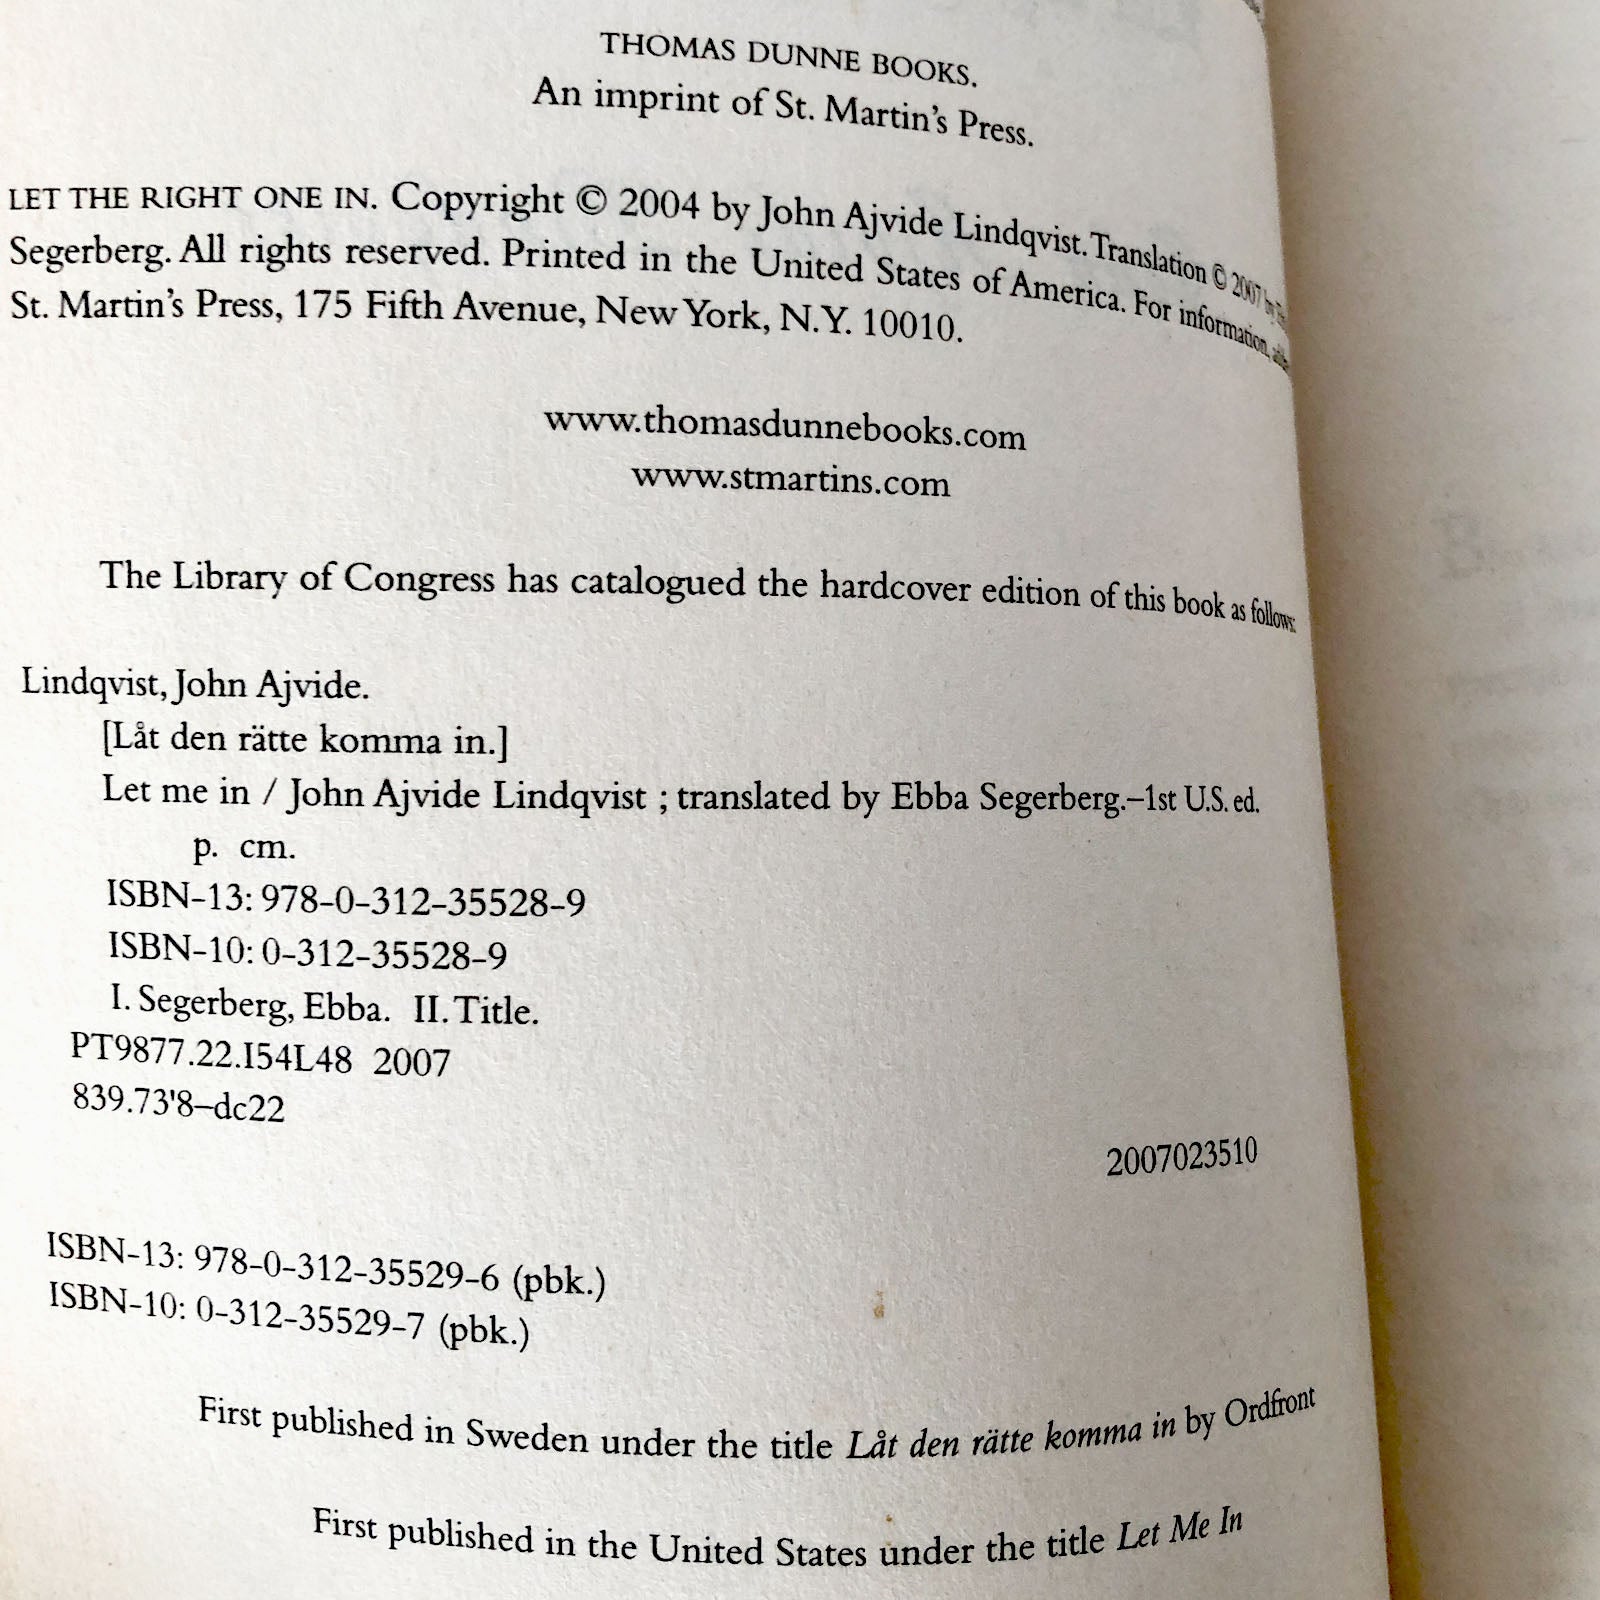 THOMAS DUNNE BOOKS.
An imprint of St. Martin's Press.
LET THE RIGHT ONE IN. Copyright © 2004 by John Ajvide Lindqvist. Translation © 2007 by
Segerberg. All rights reserved. Printed in the United States of America. For information,
St. Martin's Press, 175 Fifth Avenue, New York, N.Y. 10010.
www.thomasdunnebooks.com
www.stmartins.com
The Library of Congress has catalogued the hardcover edition of this book as follows:
Lindqvist, John Ajvide.
[Låt den rätte komma in.]
Let me in / John Ajvide Lindqvist ; translated by Ebba Segerberg.–1st U.S. ed.
p. cm.
ISBN-13: 978-0-312-35528-9
ISBN-10: 0-312-35528-9
I. Segerberg, Ebba. II. Title.
PT9877.22.I54L48 2007
839.73'8–dc22
2007023510
ISBN-13: 978-0-312-35529-6 (pbk.)
ISBN-10: 0-312-35529-7 (pbk.)
First published in Sweden under the title Låt den rätte komma in by Ordfront
First published in the United States under the title Let Me In